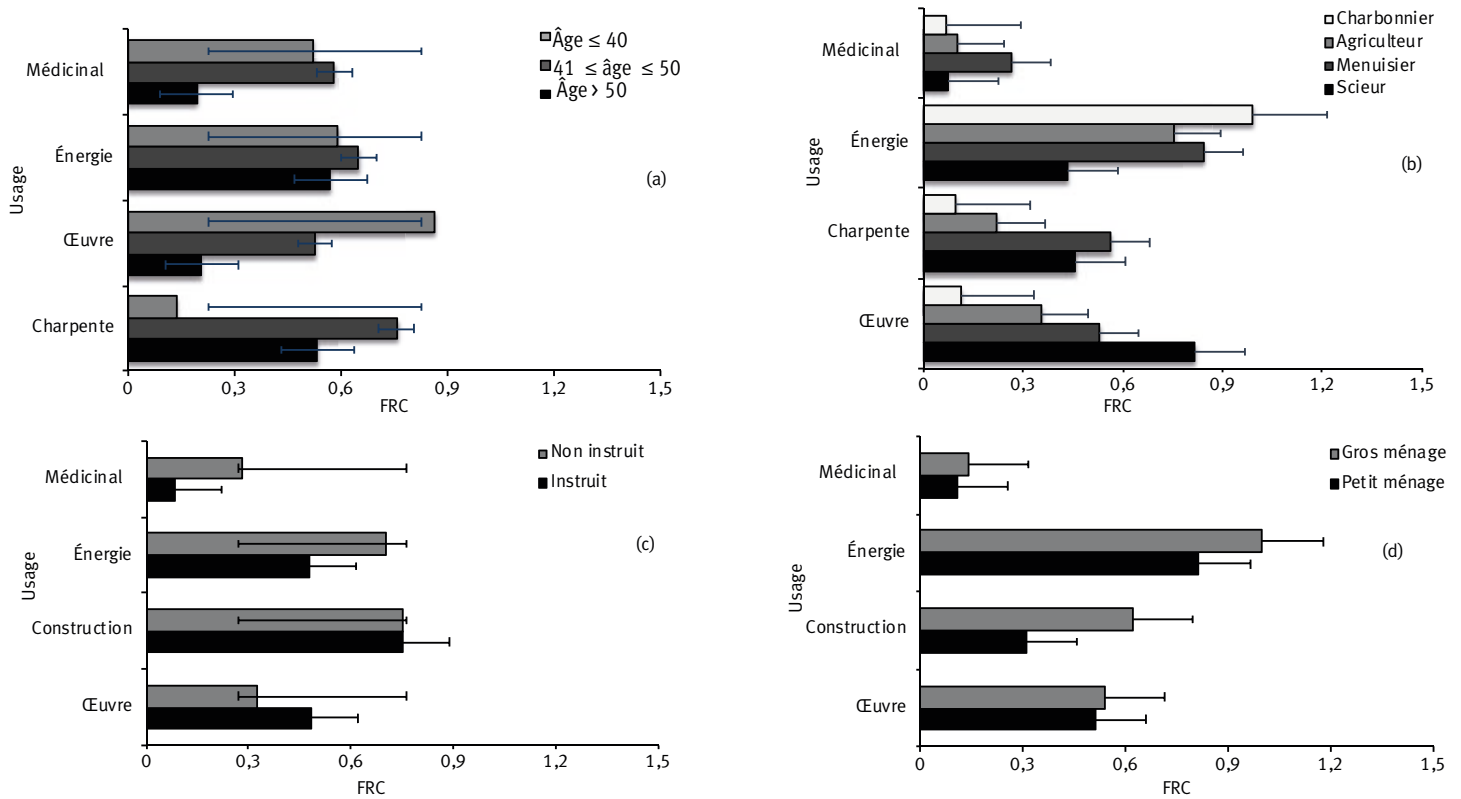 (a)
Âge ≤ 40
41 ≤ âge ≤ 50
Âge > 50
Médicinal
Énergie
Œuvre
Charpente
Usage
0 0,3 0,6 0,9 1,2 1,5
FRC
(b)
Charbonnier
Agriculteur
Menuisier
Scieur
Médicinal
Énergie
Charpente
Œuvre
Usage
0 0,3 0,6 0,9 1,2 1,5
FRC
(c)
Non instruit
Instruit
Médicinal
Énergie
Construction
Œuvre
Usage
0 0,3 0,6 0,9 1,2 1,5
FRC
(d)
Gros ménage
Petit ménage
Médicinal
Énergie
Construction
Œuvre
Usage
0 0,3 0,6 0,9 1,2 1,5
FRC